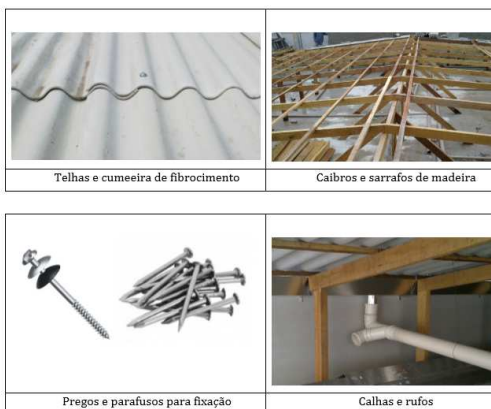 Telhas e cumeeira de fibrocimento
Caibros e sarrafos de madeira
Pregos e parafusos para fixação
Calhas e rufos